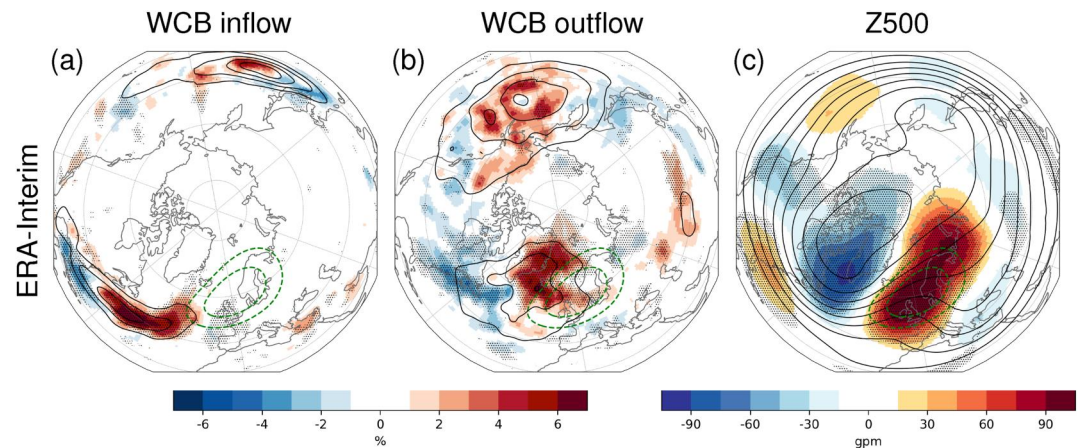 WCB inflow
WCB outflow
Z500
(a)
(b)
(c)
ERA-Interim
-6 -4 -2 0 2 4 6
%
-90 -60 -30 0 30 60 90
gpm